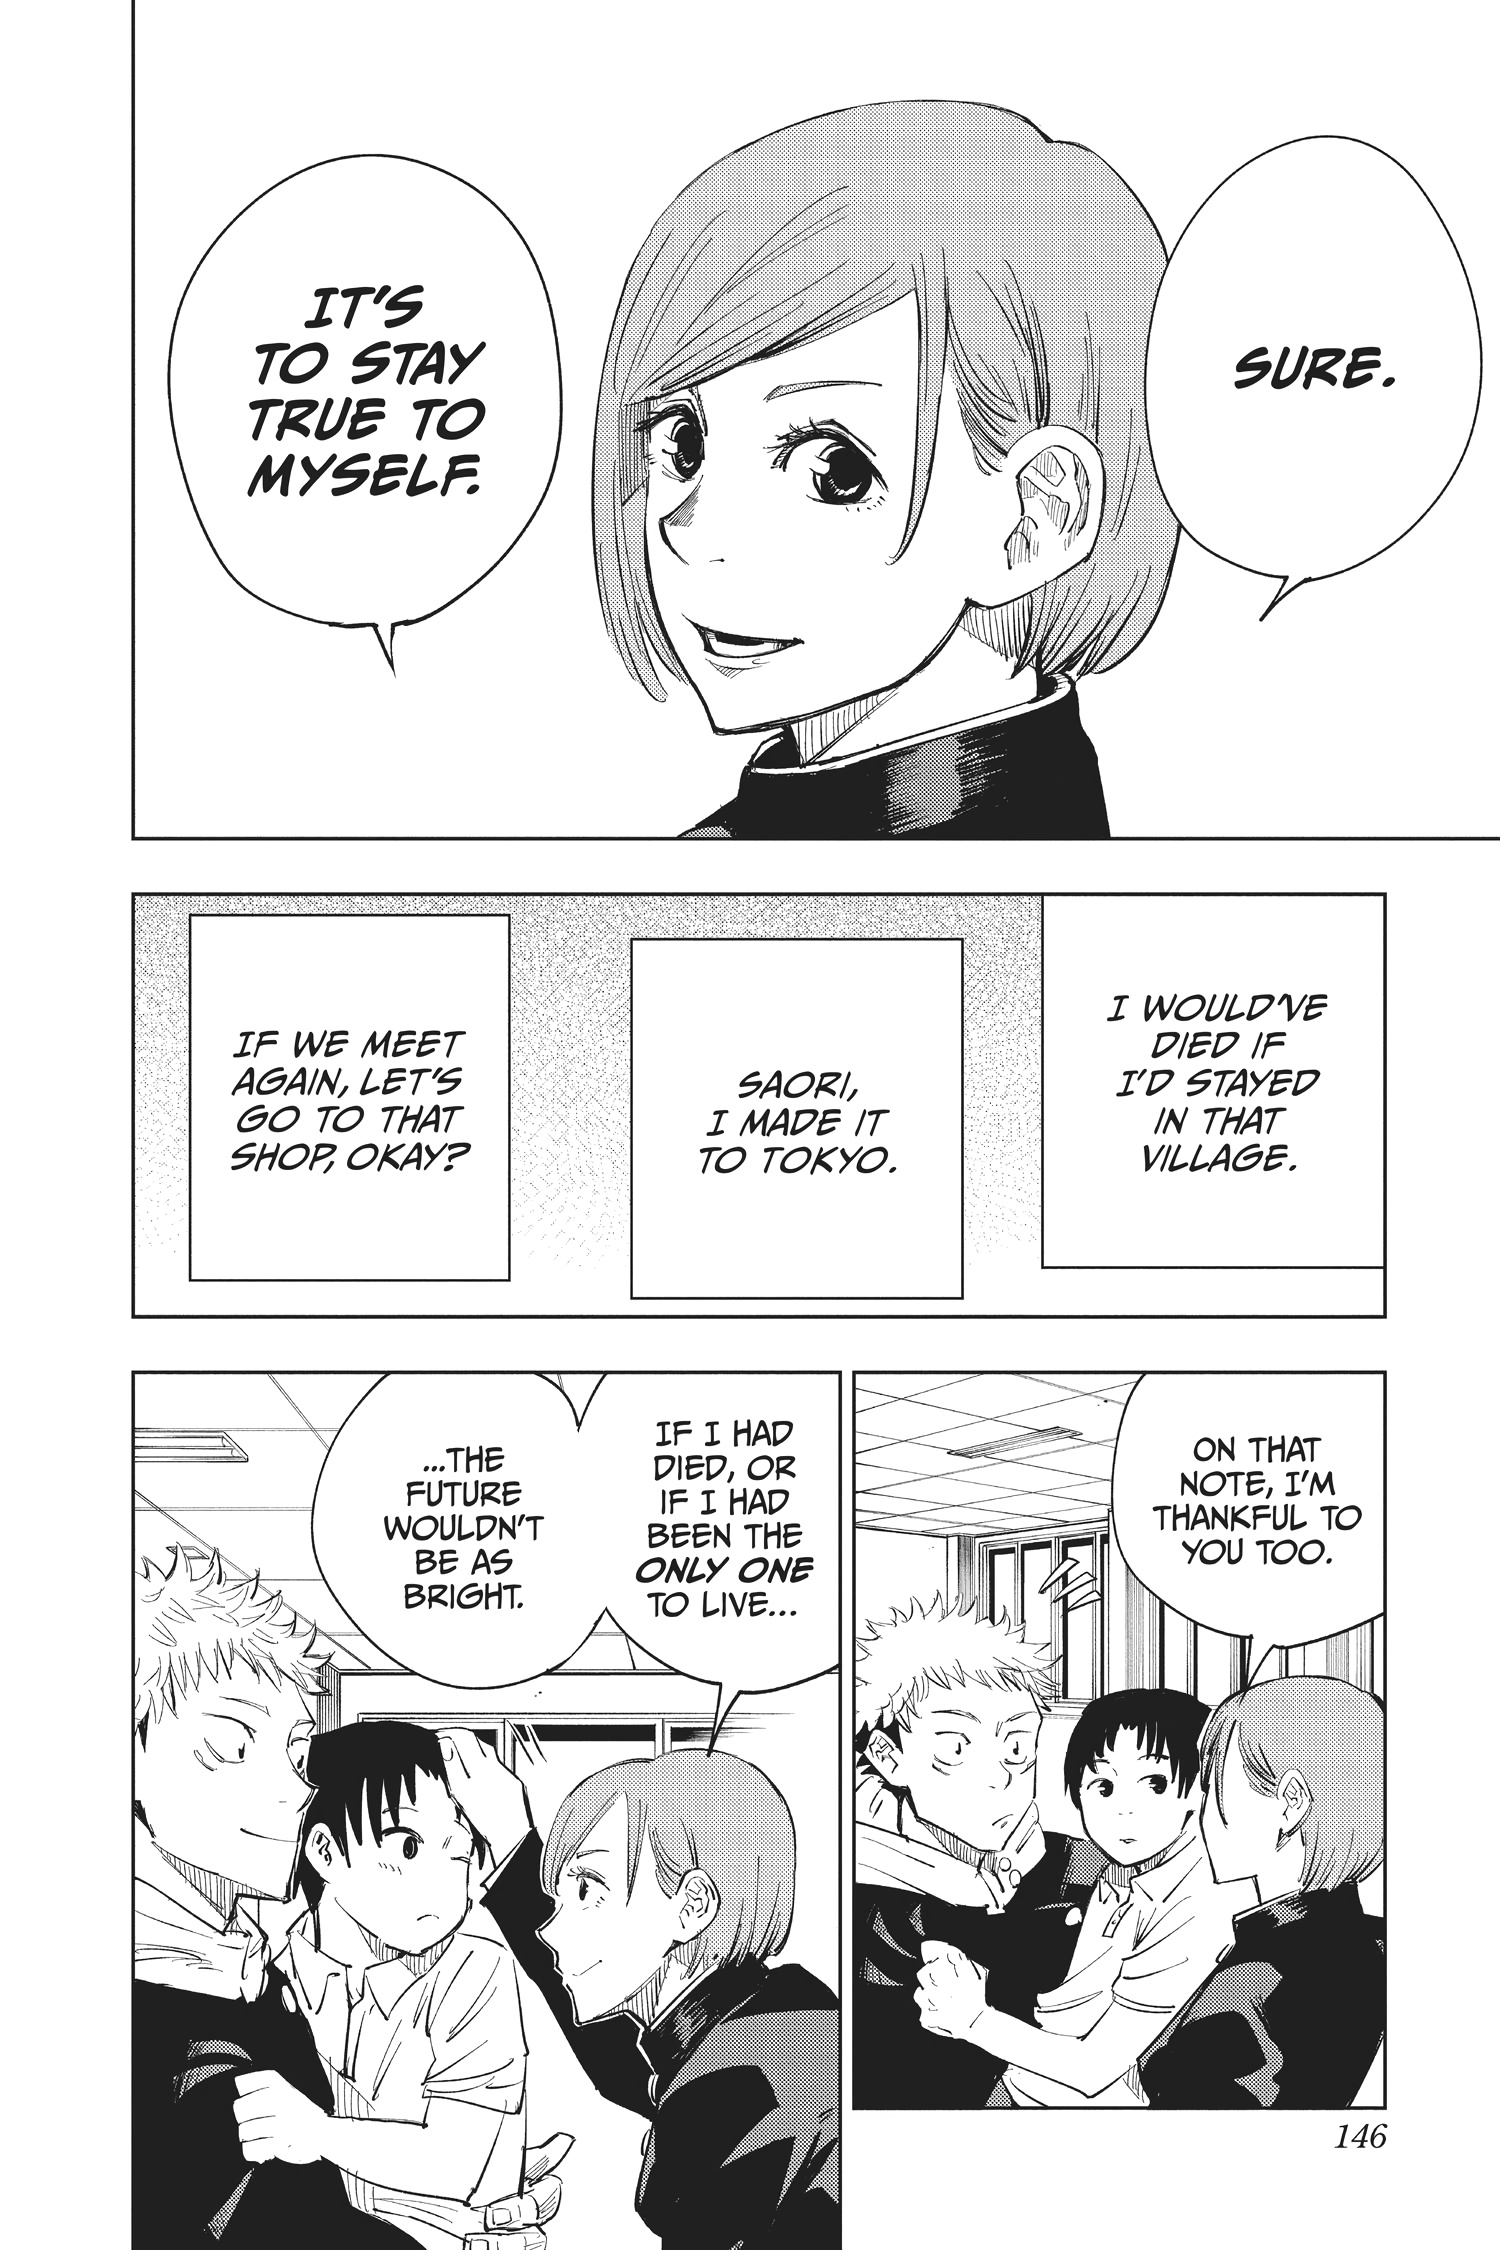 SURE.
IT'S
TO STAY
TRUE TO
MYSELF.
I WOULD'VE
DIED IF
I'D STAYED
IN THAT
VILLAGE.
SAORI,
I MADE IT
TO TOKYO.
IF WE MEET
AGAIN, LET'S
GO TO THAT
SHOP, OKAY?
ON THAT
NOTE, I'M
THANKFUL TO
YOU TOO.
IF I HAD
DIED, OR
IF I HAD
BEEN THE
ONLY ONE
TO LIVE...
...THE
FUTURE
WOULDN'T
BE AS
BRIGHT.
146